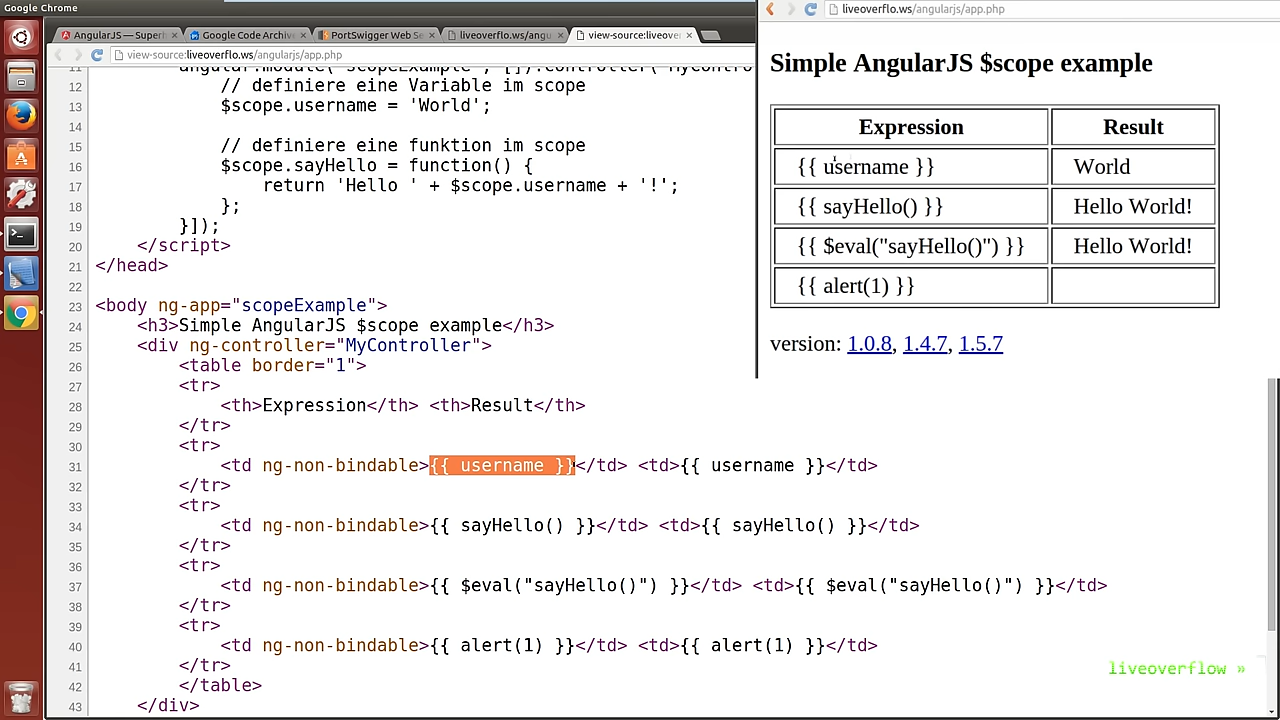 Google Chrome
AngularJS — Superh
Google Code Archiv
PortSwigger Web Se
liveoverflo.ws/angu
view-source:liveover
view-source:liveoverflo.ws/angularjs/app.php
11 angular.module('scopeExample', []).controller('MyContro
12 // definiere eine Variable im scope
13 $scope.username = 'World';
14
15 // definiere eine funktion im scope
16 $scope.sayHello = function() {
17 return 'Hello ' + $scope.username + '!';
18 };
19 }]);
20 </script>
21 </head>
22
23 <body ng-app="scopeExample">
24 <h3>Simple AngularJS $scope example</h3>
25 <div ng-controller="MyController">
26 <table border="1">
27 <tr>
28 <th>Expression</th> <th>Result</th>
29 </tr>
30 <tr>
31 <td ng-non-bindable>{{ username }}</td> <td>{{ username }}</td>
32 </tr>
33 <tr>
34 <td ng-non-bindable>{{ sayHello() }}</td> <td>{{ sayHello() }}</td>
35 </tr>
36 <tr>
37 <td ng-non-bindable>{{ $eval("sayHello()") }}</td> <td>{{ $eval("sayHello()") }}</td>
38 </tr>
39 <tr>
40 <td ng-non-bindable>{{ alert(1) }}</td> <td>{{ alert(1) }}</td>
41 </tr>
42 </table>
43 </div>
liveoverflo.ws/angularjs/app.php
Simple AngularJS $scope example
Expression Result
{{ username }} World
{{ sayHello() }} Hello World!
{{ $eval("sayHello()") }} Hello World!
{{ alert(1) }}
version: 1.0.8, 1.4.7, 1.5.7
liveoverflow »